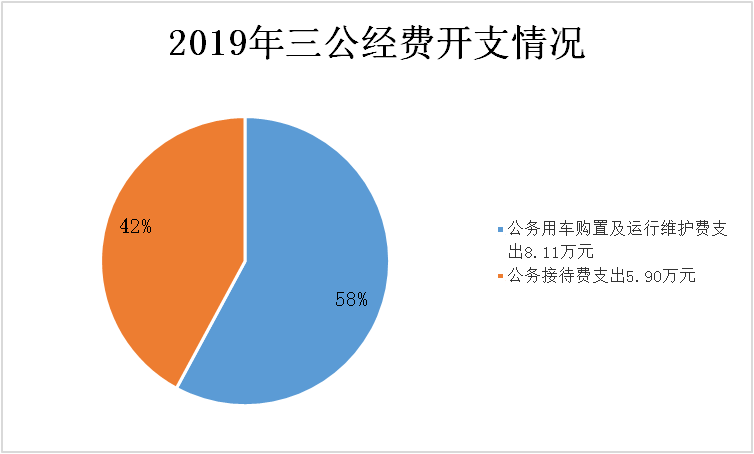 2019年三公经费开支情况
42%
58%
公务用车购置及运行维护费支
出8.11万元
公务接待费支出5.90万元